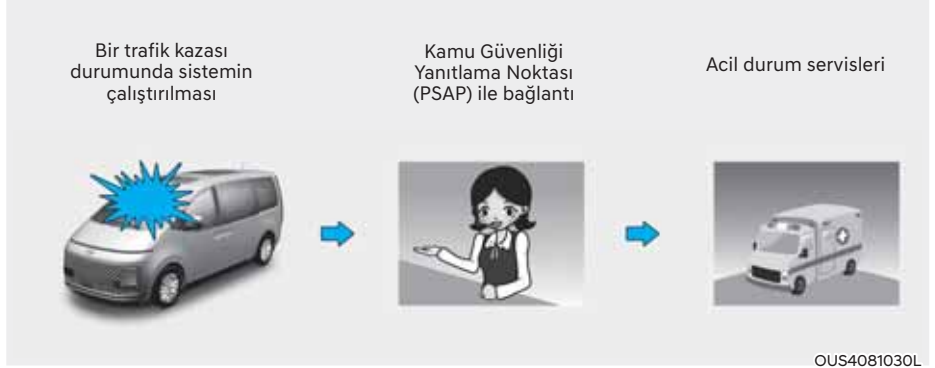 Bir trafik kazası
durumunda sistemin
çalıştırılması
Kamu Güvenliği
Yanıtlama Noktası
(PSAP) ile bağlantı
Acil durum servisleri
OUS4081030L